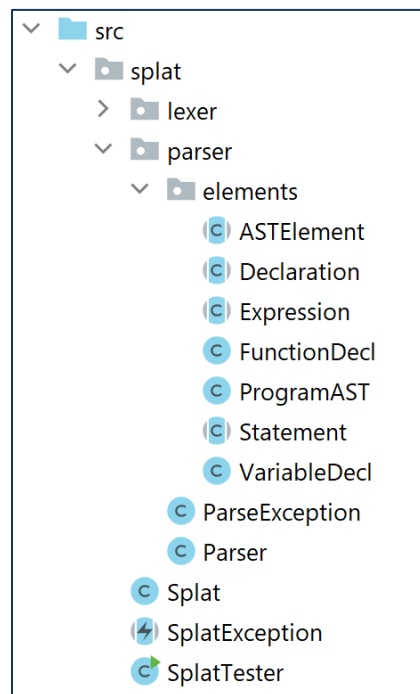 src
splat
lexer
parser
elements
ASTElement
Declaration
Expression
FunctionDecl
ProgramAST
Statement
VariableDecl
ParseException
Parser
Splat
SplatException
SplatTester